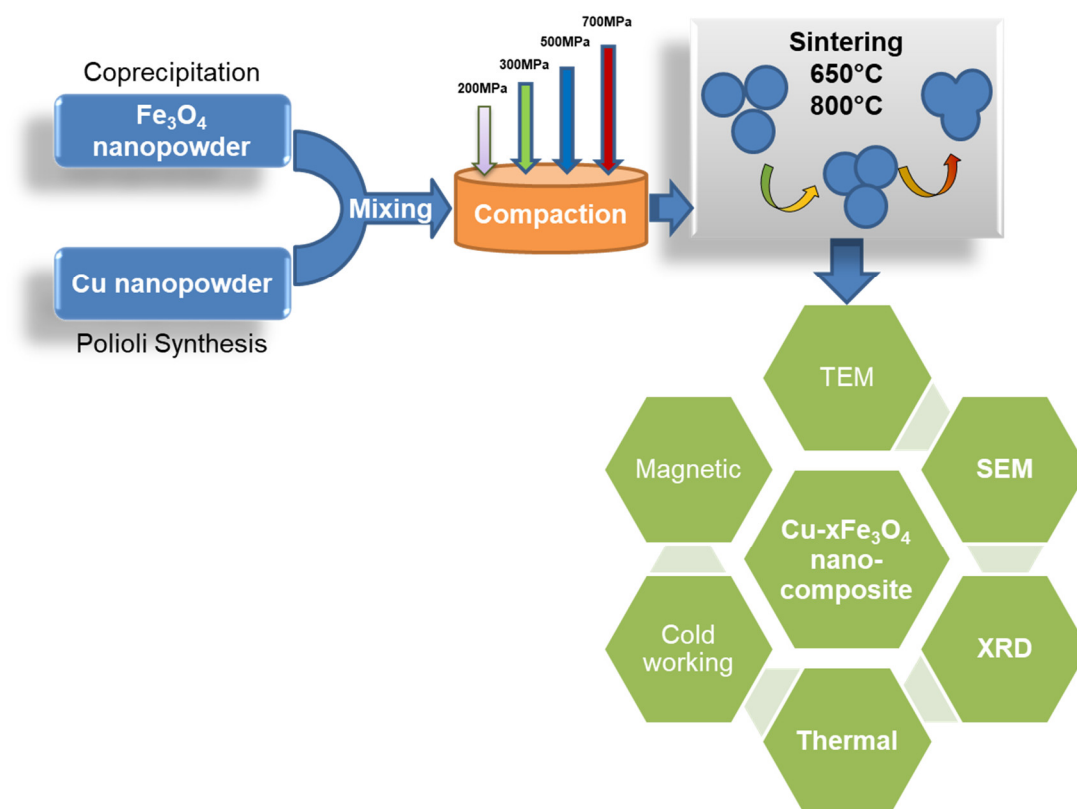 Coprecipitation
Fe₃O₄
nanopowder
Cu nanopowder
Polioli Synthesis
Mixing
200MPa
300MPa
500MPa
700MPa
Compaction
Sintering
650°C
800°C
TEM
Magnetic
SEM
Cu-xFe₃O₄
nano-
composite
Cold
working
XRD
Thermal